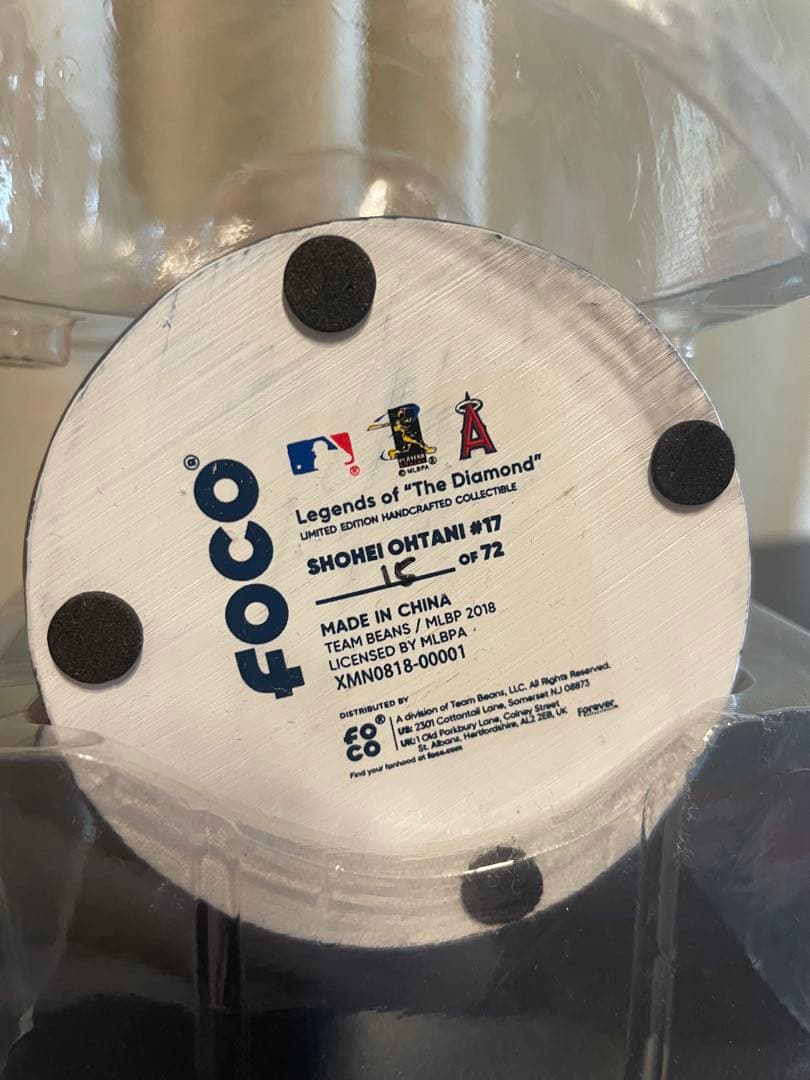 FOCO®
®
© MLBPA ®
A
Legends of "The Diamond"
LIMITED EDITION HANDCRAFTED COLLECTIBLE
SHOHEI OHTANI #17
OF 72
MADE IN CHINA
TEAM BEANS / MLBP 2018
LICENSED BY MLBPA
XMN0818-00001
DISTRIBUTED BY
FOCO®
A division of Team Beans, LLC. All Rights Reserved.
US: 2301 Cottontail Lane, Somerset NJ 08873
UK: 1 Old Parkbury Lane, Colney Street
St. Albans, Hertfordshire, AL2 2EB, UK
Forever
Find your fanhood at foco.com